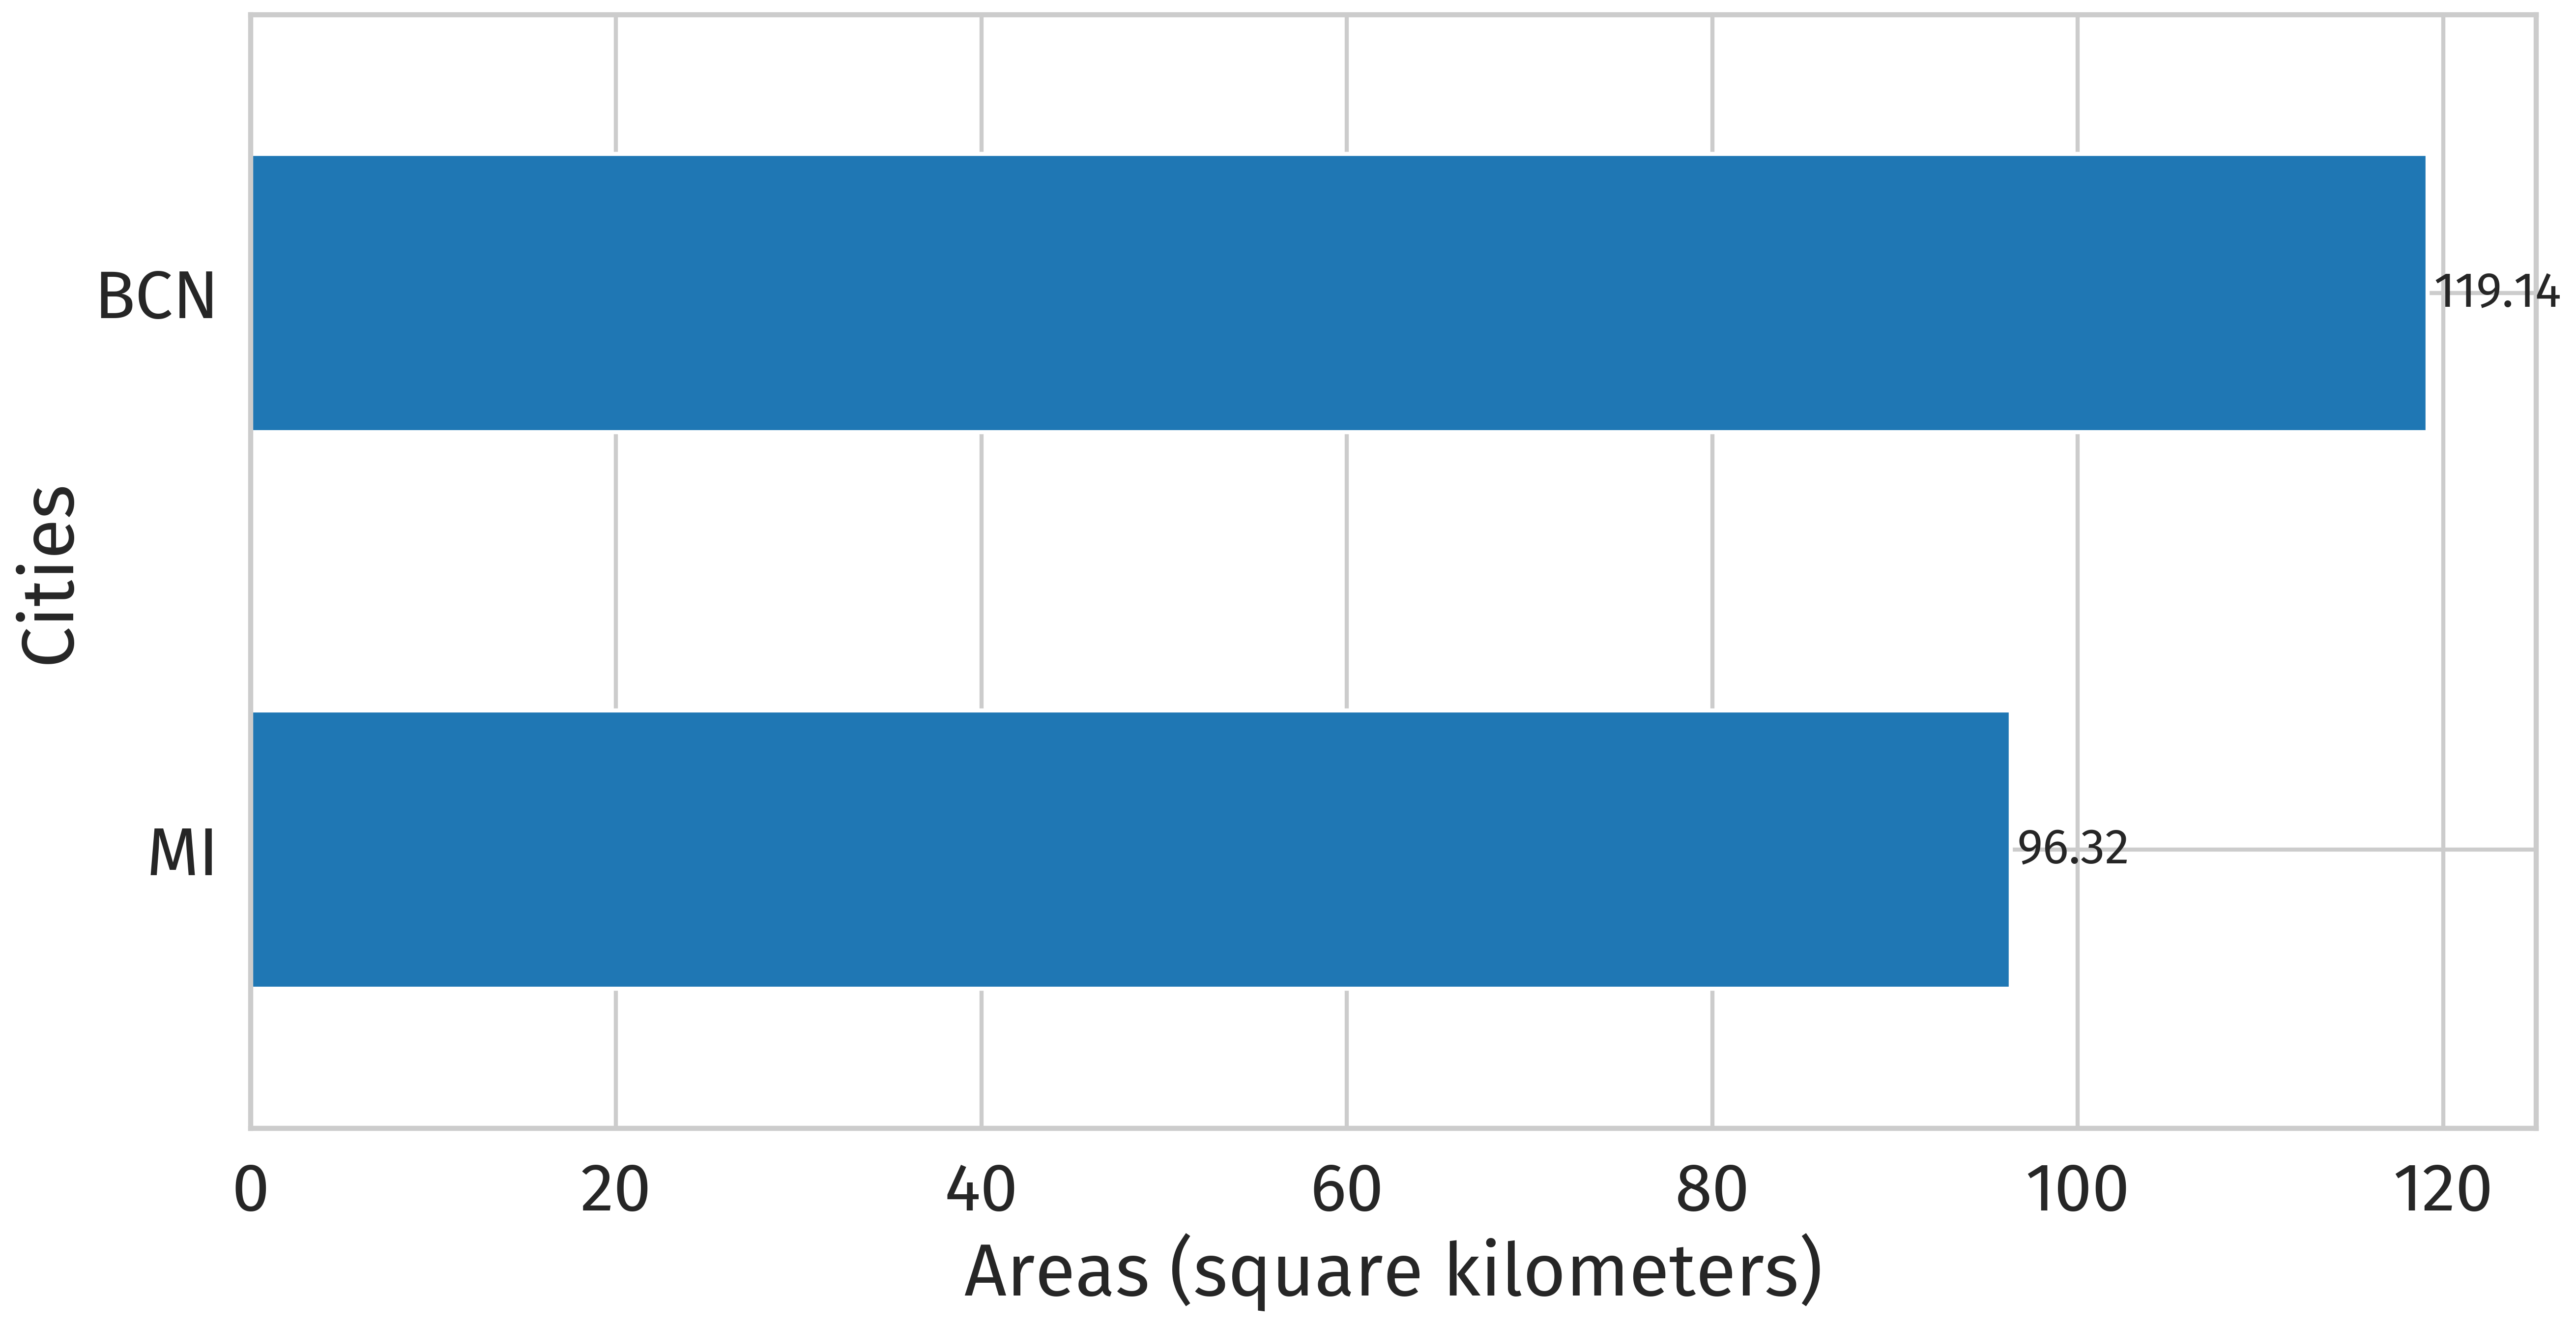 BCN
119.14
Cities
MI
96.32
0 20 40 60 80 100 120
Areas (square kilometers)